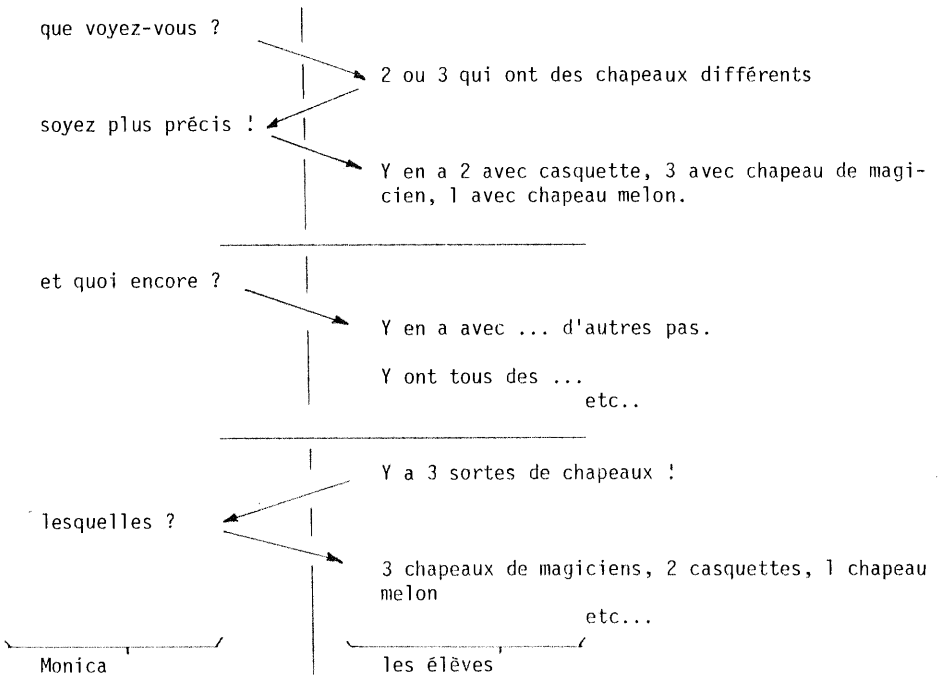 que voyez-vous ?
2 ou 3 qui ont des chapeaux différents
soyez plus précis !
Y en a 2 avec casquette, 3 avec chapeau de magi-
cien, 1 avec chapeau melon.
et quoi encore ?
Y en a avec ... d'autres pas.
Y ont tous des ...
etc..
Y a 3 sortes de chapeaux !
lesquelles ?
3 chapeaux de magiciens, 2 casquettes, 1 chapeau
melon
etc...
Monica
les élèves